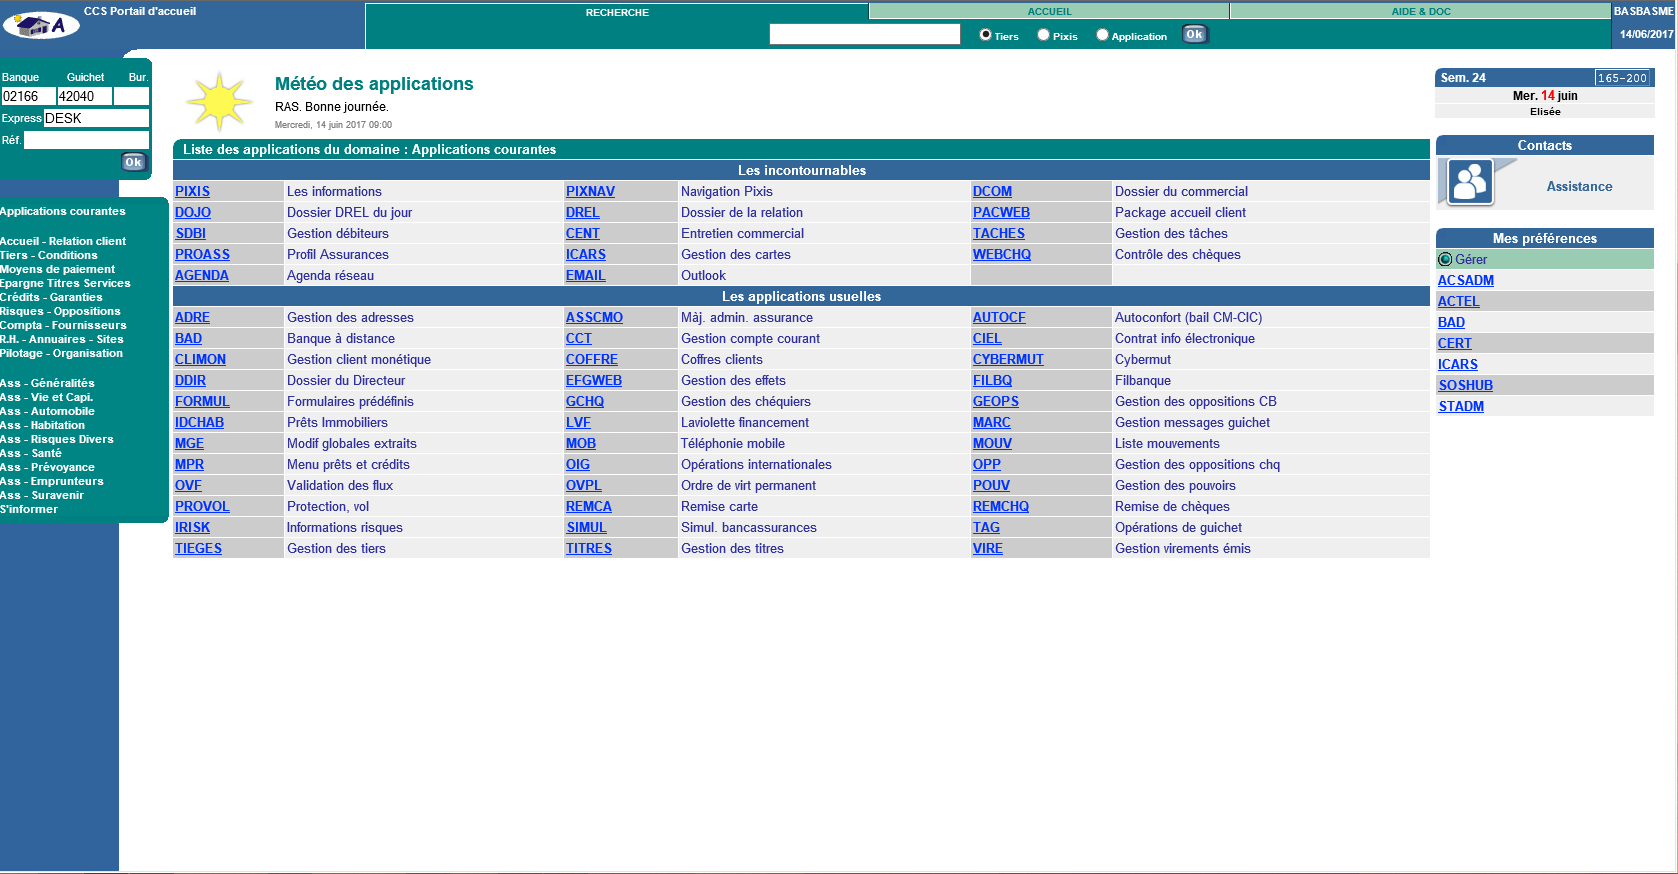 CCS Portail d'accueil
RECHERCHE
ACCUEIL
AIDE & DOC
BASBASME
A
Tiers Pixis Application Ok
14/06/2017
Banque Guichet Bur.
02166 42040
Express DESK
Réf.
Ok
Applications courantes
Accueil - Relation client
Tiers - Conditions
Moyens de paiement
Epargne Titres Services
Crédits - Garanties
Risques - Oppositions
Compta - Fournisseurs
R.H. - Annuaires - Sites
Pilotage - Organisation
Ass - Généralités
Ass - Vie et Capi.
Ass - Automobile
Ass - Habitation
Ass - Risques Divers
Ass - Santé
Ass - Prévoyance
Ass - Emprunteurs
Ass - Suravenir
S'informer
Météo des applications
RAS. Bonne journée.
Mercredi, 14 juin 2017 09:00
Liste des applications du domaine : Applications courantes
Les incontournables
PIXIS Les informations PIXNAV Navigation Pixis DCOM Dossier du commercial
DOJO Dossier DREL du jour DREL Dossier de la relation PACWEB Package accueil client
SDBI Gestion débiteurs CENT Entretien commercial TACHES Gestion des tâches
PROASS Profil Assurances ICARS Gestion des cartes WEBCHQ Contrôle des chèques
AGENDA Agenda réseau EMAIL Outlook
Les applications usuelles
ADRE Gestion des adresses ASSCMO Màj. admin. assurance AUTOCF Autoconfort (bail CM-CIC)
BAD Banque à distance CCT Gestion compte courant CIEL Contrat info électronique
CLIMON Gestion client monétique COFFRE Coffres clients CYBERMUT Cybermut
DDIR Dossier du Directeur EFGWEB Gestion des effets FILBQ Filbanque
FORMUL Formulaires prédéfinis GCHQ Gestion des chéquiers GEOPS Gestion des oppositions CB
IDCHAB Prêts Immobiliers LVF Laviolette financement MARC Gestion messages guichet
MGE Modif globales extraits MOB Téléphonie mobile MOUV Liste mouvements
MPR Menu prêts et crédits OIG Opérations internationales OPP Gestion des oppositions chq
OVF Validation des flux OVPL Ordre de virt permanent POUV Gestion des pouvoirs
PROVOL Protection, vol REMCA Remise carte REMCHQ Remise de chèques
IRISK Informations risques SIMUL Simul. bancassurances TAG Opérations de guichet
TIEGES Gestion des tiers TITRES Gestion des titres VIRE Gestion virements émis
Sem. 24 165-200
Mer. 14 juin
Elisée
Contacts
Assistance
Mes préférences
Gérer
ACSADM
ACTEL
BAD
CERT
ICARS
SOSHUB
STADM